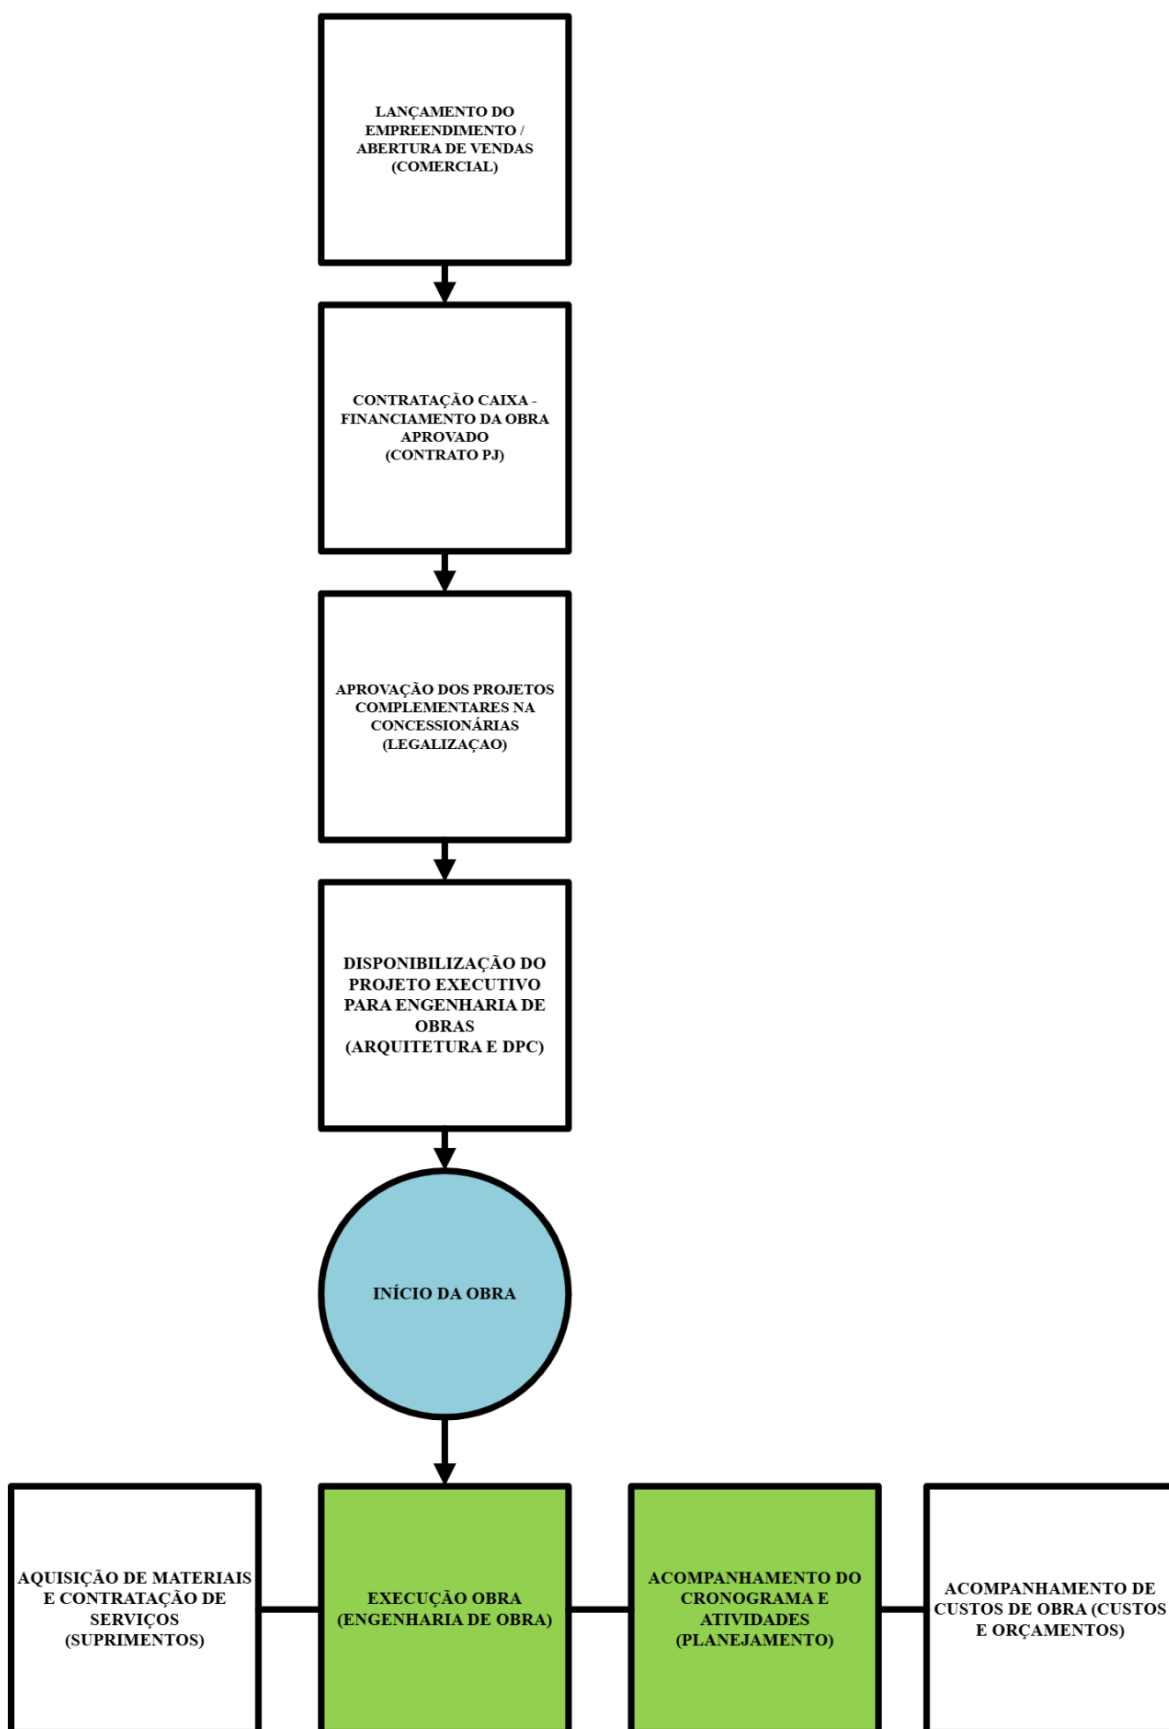 LANÇAMENTO DO
EMPREENDIMENTO /
ABERTURA DE VENDAS
(COMERCIAL)
CONTRATAÇÃO CAIXA -
FINANCIAMENTO DA OBRA
APROVADO
(CONTRATO PJ)
APROVAÇÃO DOS PROJETOS
COMPLEMENTARES NA
CONCESSIONÁRIAS
(LEGALIZAÇAO)
DISPONIBILIZAÇÃO DO
PROJETO EXECUTIVO
PARA ENGENHARIA DE
OBRAS
(ARQUITETURA E DPC)
INÍCIO DA OBRA
AQUISIÇÃO DE MATERIAIS
E CONTRATAÇÃO DE
SERVIÇOS
(SUPRIMENTOS)
EXECUÇÃO OBRA
(ENGENHARIA DE OBRA)
ACOMPANHAMENTO DO
CRONOGRAMA E
ATIVIDADES
(PLANEJAMENTO)
ACOMPANHAMENTO DE
CUSTOS DE OBRA (CUSTOS
E ORÇAMENTOS)